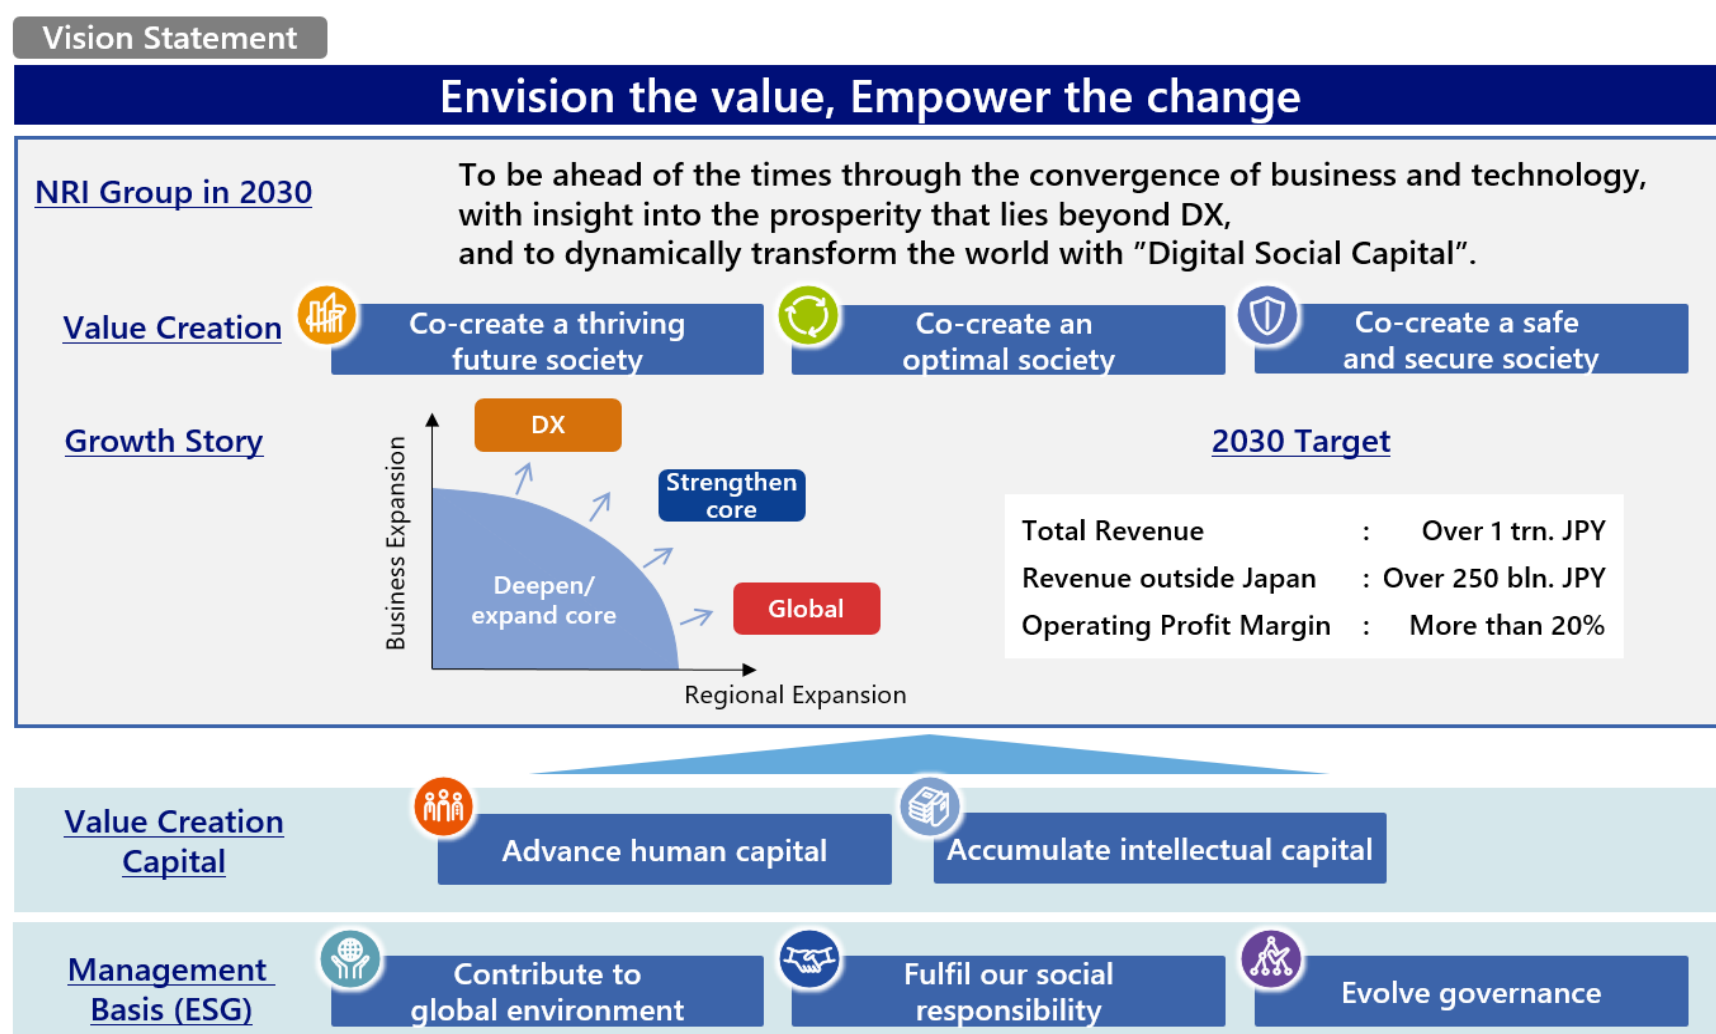 Vision Statement
Envision the value, Empower the change
NRI Group in 2030
To be ahead of the times through the convergence of business and technology,
with insight into the prosperity that lies beyond DX,
and to dynamically transform the world with ”Digital Social Capital”.
Value Creation
Co-create a thriving
future society
Co-create an
optimal society
Co-create a safe
and secure society
Growth Story
Business Expansion
DX
Strengthen
core
Deepen/
expand core
Global
Regional Expansion
2030 Target
Total Revenue : Over 1 trn. JPY
Revenue outside Japan : Over 250 bln. JPY
Operating Profit Margin : More than 20%
Value Creation
Capital
Advance human capital
Accumulate intellectual capital
Management
Basis (ESG)
Contribute to
global environment
Fulfil our social
responsibility
Evolve governance